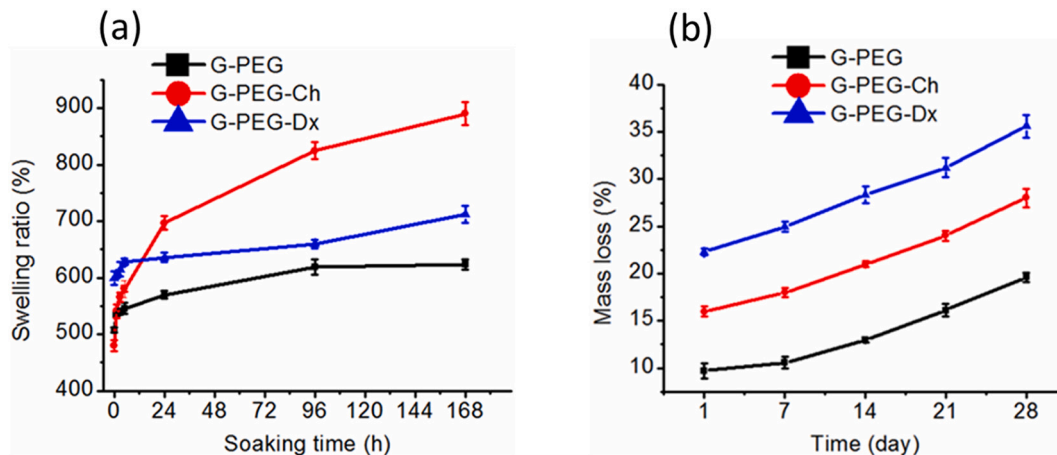 (a)
G-PEG
G-PEG-Ch
G-PEG-Dx
900
800
700
600
500
400
Swelling ratio (%)
0 24 48 72 96 120 144 168
Soaking time (h)
(b)
G-PEG
G-PEG-Ch
G-PEG-Dx
40
35
30
25
20
15
10
Mass loss (%)
1 7 14 21 28
Time (day)